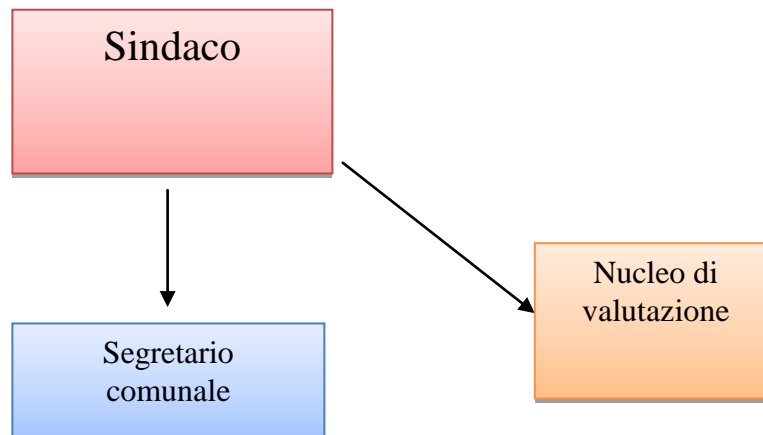 Sindaco
Nucleo di
valutazione
Segretario
comunale